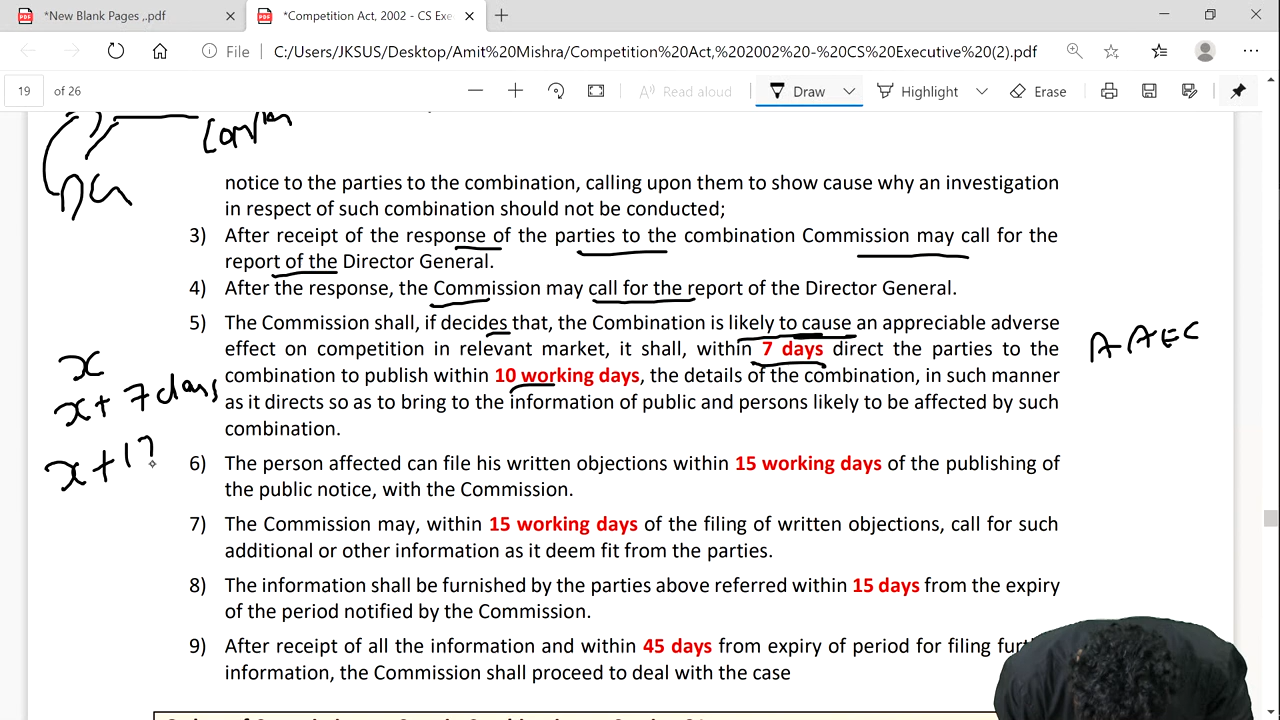 *New Blank Pages ,.pdf
*Competition Act, 2002 - CS Exe
File C:/Users/JKSUS/Desktop/Amit%20Mishra/Competition%20Act,%202002%20-%20CS%20Executive%20(2).pdf
19 of 26
Read aloud Draw Highlight Erase
DG
notice to the parties to the combination, calling upon them to show cause why an investigation
in respect of such combination should not be conducted;
3) After receipt of the response of the parties to the combination Commission may call for the
report of the Director General.
4) After the response, the Commission may call for the report of the Director General.
5) The Commission shall, if decides that, the Combination is likely to cause an appreciable adverse
effect on competition in relevant market, it shall, within 7 days direct the parties to the
combination to publish within 10 working days, the details of the combination, in such manner
as it directs so as to bring to the information of public and persons likely to be affected by such
combination.
AAEC
x
x + 7 days
x + 17
6) The person affected can file his written objections within 15 working days of the publishing of
the public notice, with the Commission.
7) The Commission may, within 15 working days of the filing of written objections, call for such
additional or other information as it deem fit from the parties.
8) The information shall be furnished by the parties above referred within 15 days from the expiry
of the period notified by the Commission.
9) After receipt of all the information and within 45 days from expiry of period for filing
information, the Commission shall proceed to deal with the case